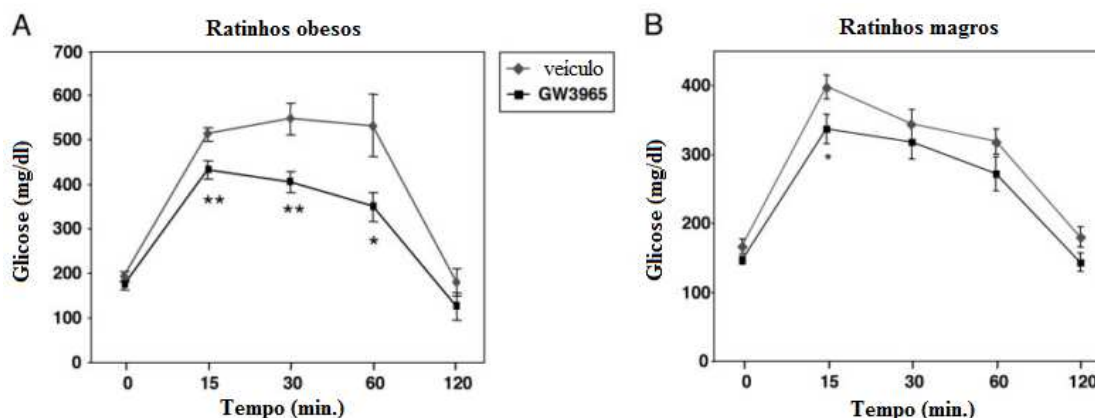 A
Ratinhos obesos
700
600
500
400
300
200
100
0
Glicose (mg/dl)
**
**
*
0 15 30 60 120
Tempo (min.)
veículo
GW3965
B
Ratinhos magros
400
300
200
100
0
Glicose (mg/dl)
*
0 15 30 60 120
Tempo (min.)